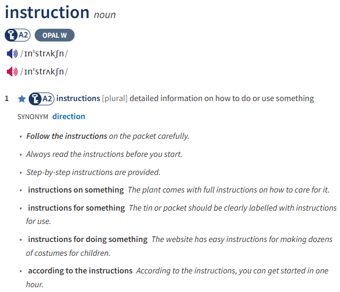 instruction noun
A2 OPAL W
/ɪnˈstrʌkʃn/
/ɪnˈstrʌkʃn/
1 A2 instructions [plural] detailed information on how to do or use something
SYNONYM direction
• Follow the instructions on the packet carefully.
• Always read the instructions before you start.
• Step-by-step instructions are provided.
• instructions on something The plant comes with full instructions on how to care for it.
• instructions for something The tin or packet should be clearly labelled with instructions
for use.
• instructions for doing something The website has easy instructions for making dozens
of costumes for children.
• according to the instructions According to the instructions, you can get started in one
hour.